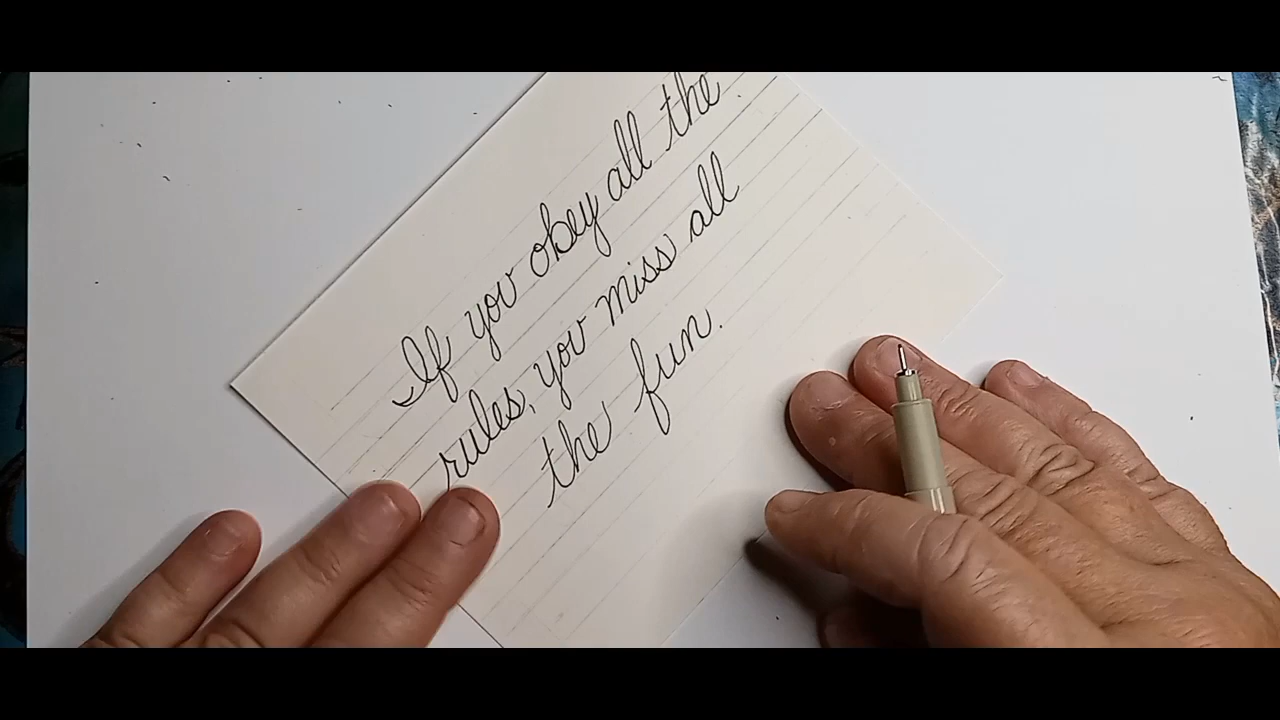 If you obey all the
rules, you miss all
the fun.